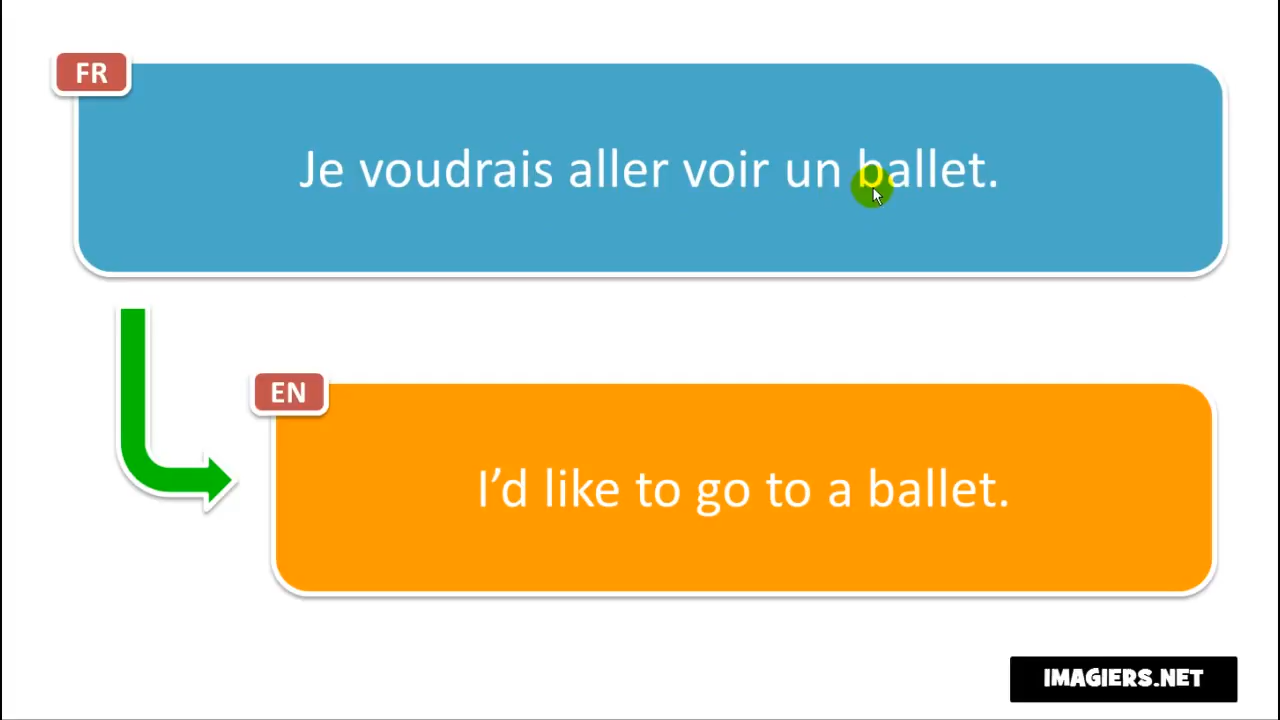 FR
Je voudrais aller voir un ballet.
EN
I’d like to go to a ballet.
IMAGIERS.NET